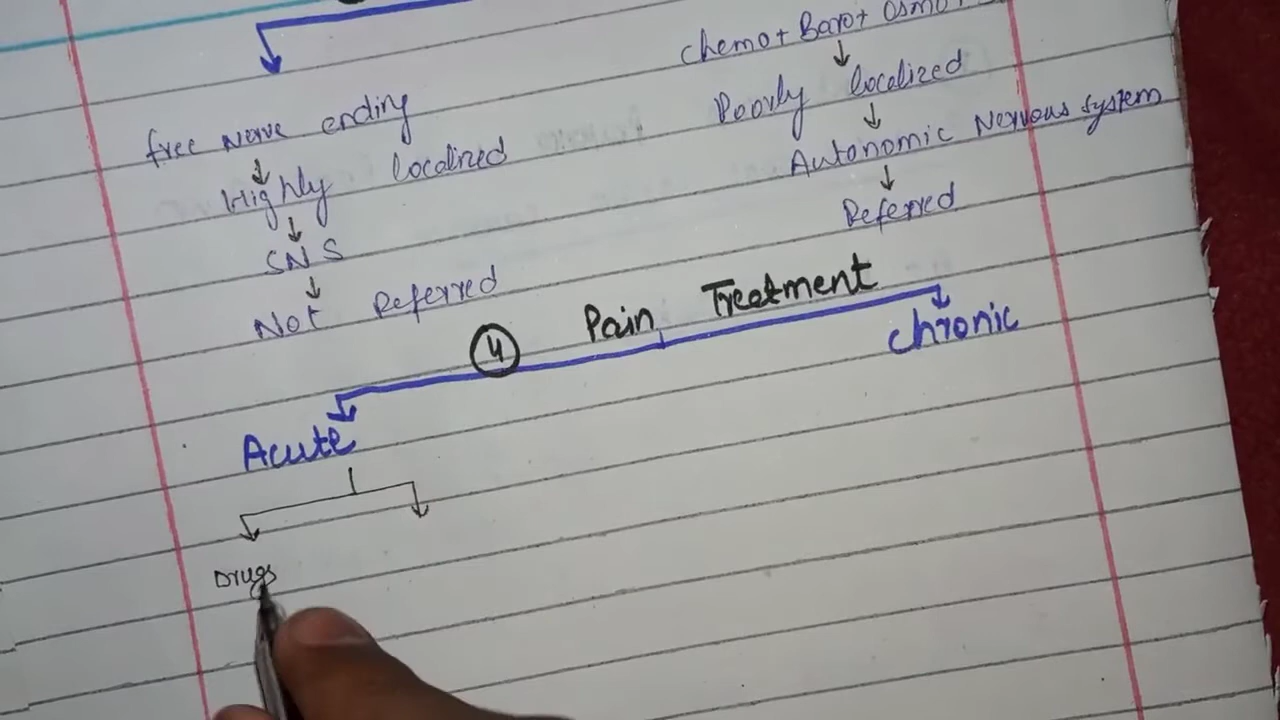 Chemo + Baro + Osmo
free Nerve ending
↓
Highly localized
↓
SNS
↓
Not Referred
↓
Poorly localized
↓
Autonomic Nervous System
↓
Referred
4 Pain Treatment
Acute
chronic
Drugs